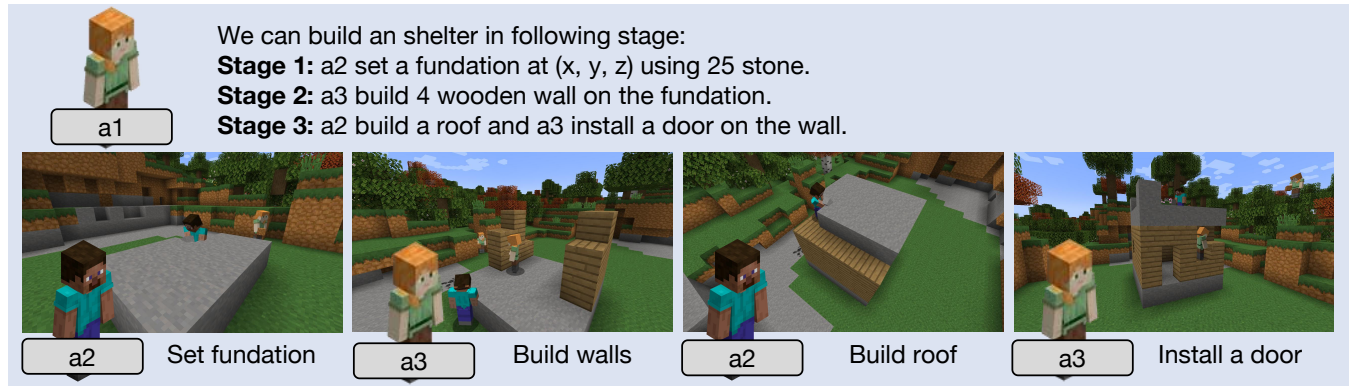 We can build an shelter in following stage:
Stage 1: a2 set a fundation at (x, y, z) using 25 stone.
Stage 2: a3 build 4 wooden wall on the fundation.
Stage 3: a2 build a roof and a3 install a door on the wall.
a1
a2 Set fundation
a3 Build walls
a2 Build roof
a3 Install a door